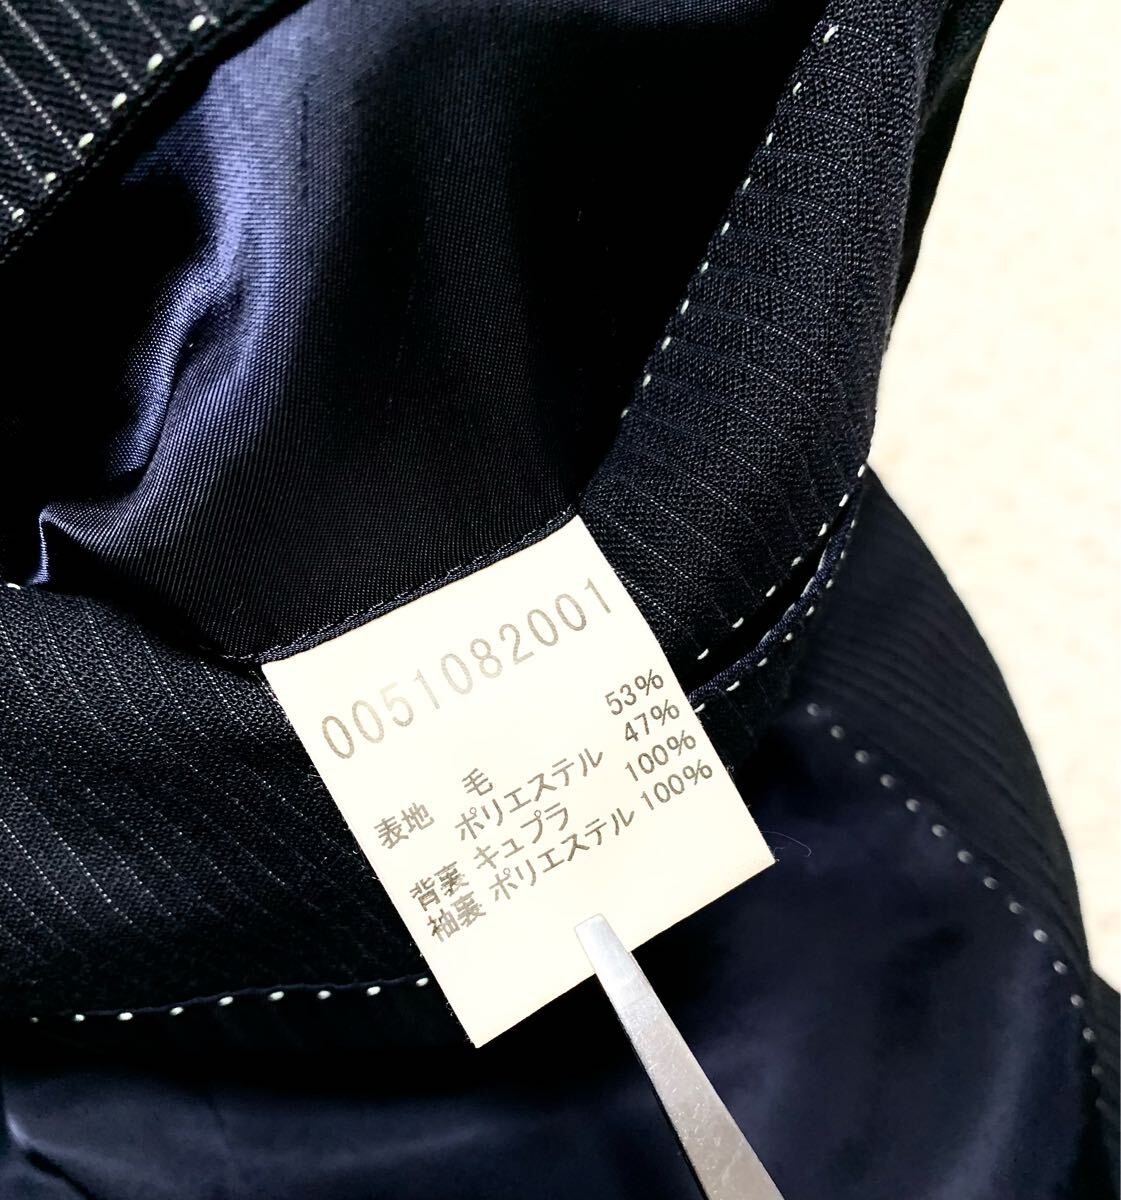 0051082001
表地 毛 53%
ポリエステル 47%
背裏 キュプラ 100%
袖裏 ポリエステル 100%